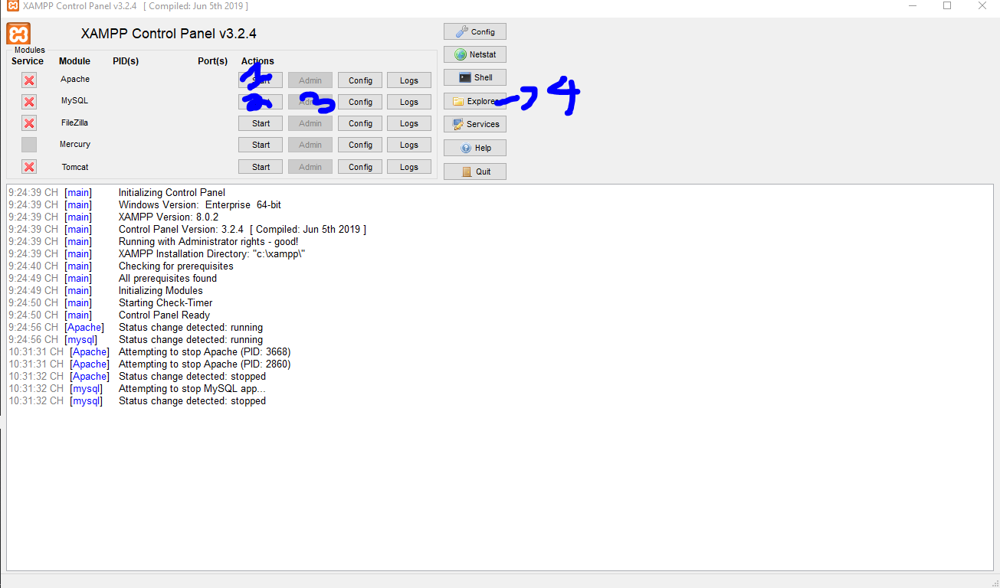 XAMPP Control Panel v3.2.4 [ Compiled: Jun 5th 2019 ]
XAMPP Control Panel v3.2.4
Config
Netstat
Shell
Explorer
4
Services
Help
Quit
Modules
Service Module PID(s) Port(s) Actions
Apache 1 Admin Config Logs
MySQL 2 3 Config Logs
FileZilla Start Admin Config Logs
Mercury Start Admin Config Logs
Tomcat Start Admin Config Logs
9:24:39 CH [main] Initializing Control Panel
9:24:39 CH [main] Windows Version: Enterprise 64-bit
9:24:39 CH [main] XAMPP Version: 8.0.2
9:24:39 CH [main] Control Panel Version: 3.2.4 [ Compiled: Jun 5th 2019 ]
9:24:39 CH [main] Running with Administrator rights - good!
9:24:39 CH [main] XAMPP Installation Directory: "c:\xampp\"
9:24:40 CH [main] Checking for prerequisites
9:24:49 CH [main] All prerequisites found
9:24:49 CH [main] Initializing Modules
9:24:50 CH [main] Starting Check-Timer
9:24:50 CH [main] Control Panel Ready
9:24:56 CH [Apache] Status change detected: running
9:24:56 CH [mysql] Status change detected: running
10:31:31 CH [Apache] Attempting to stop Apache (PID: 3668)
10:31:31 CH [Apache] Attempting to stop Apache (PID: 2860)
10:31:32 CH [Apache] Status change detected: stopped
10:31:32 CH [mysql] Attempting to stop MySQL app...
10:31:32 CH [mysql] Status change detected: stopped